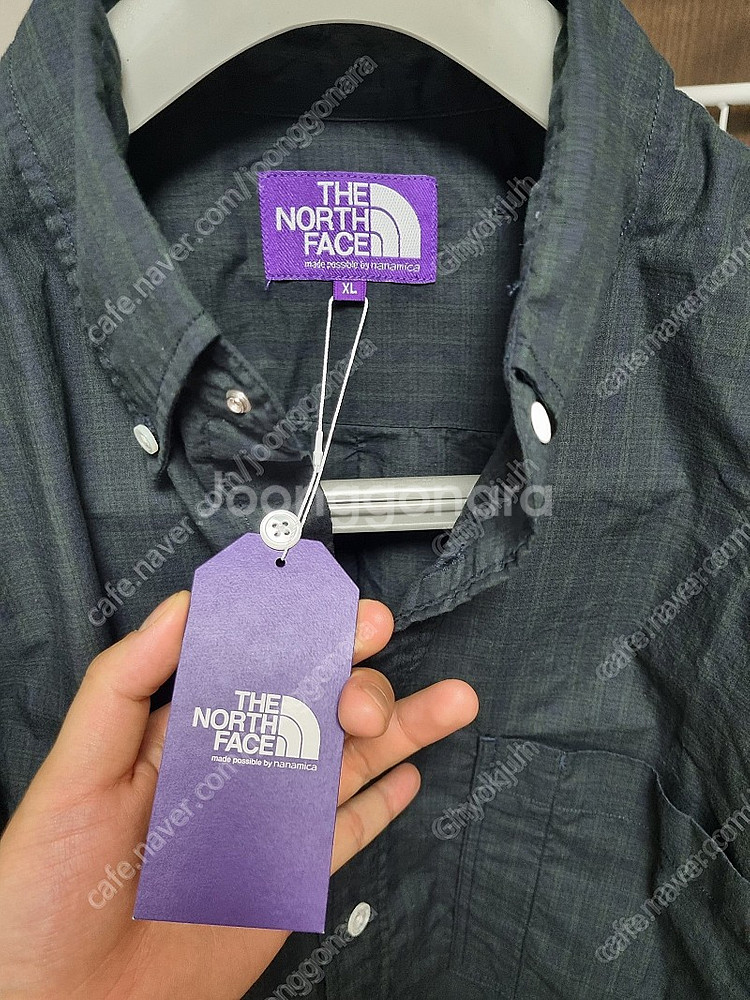 THE
NORTH
FACE
made possible by nanamica
XL
Joonggonara
THE
NORTH
FACE
made possible by nanamica
cafe.naver.com/joonggonara